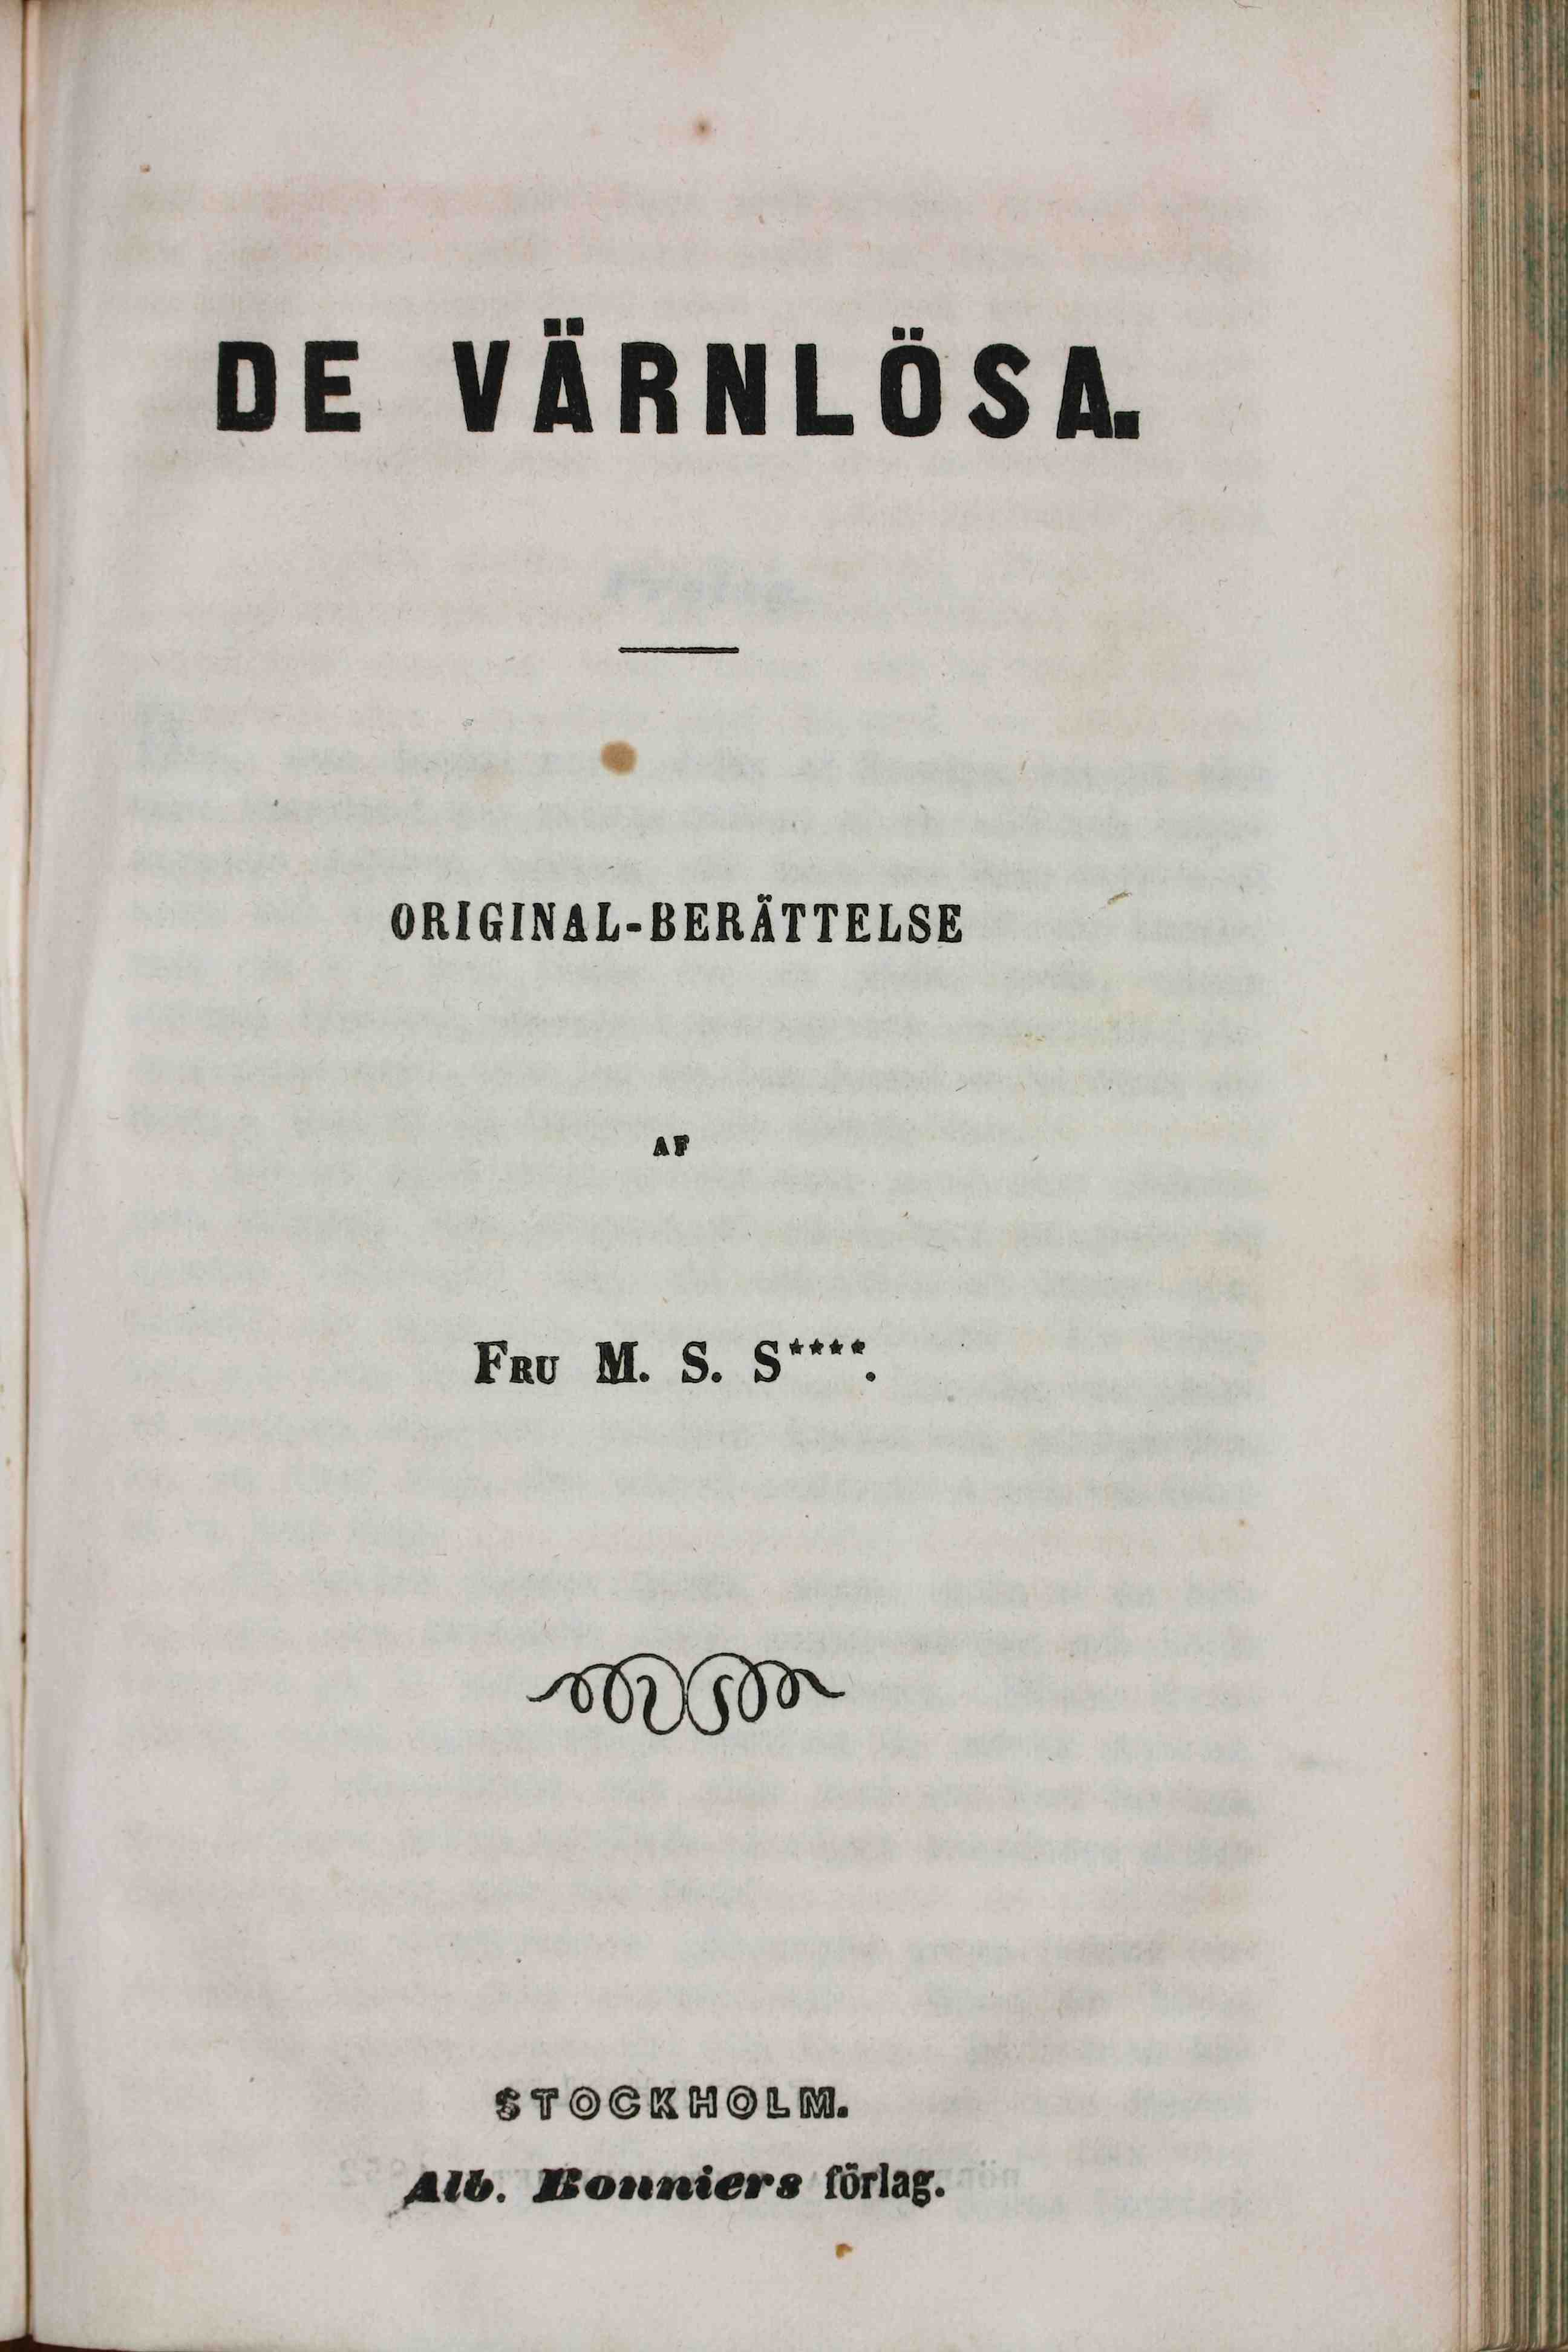 DE VÄRNLÖSA.
ORIGINAL-BERÄTTELSE
AF
FRU M. S. S****.
STOCKHOLM.
Alb. Bonniers förlag.